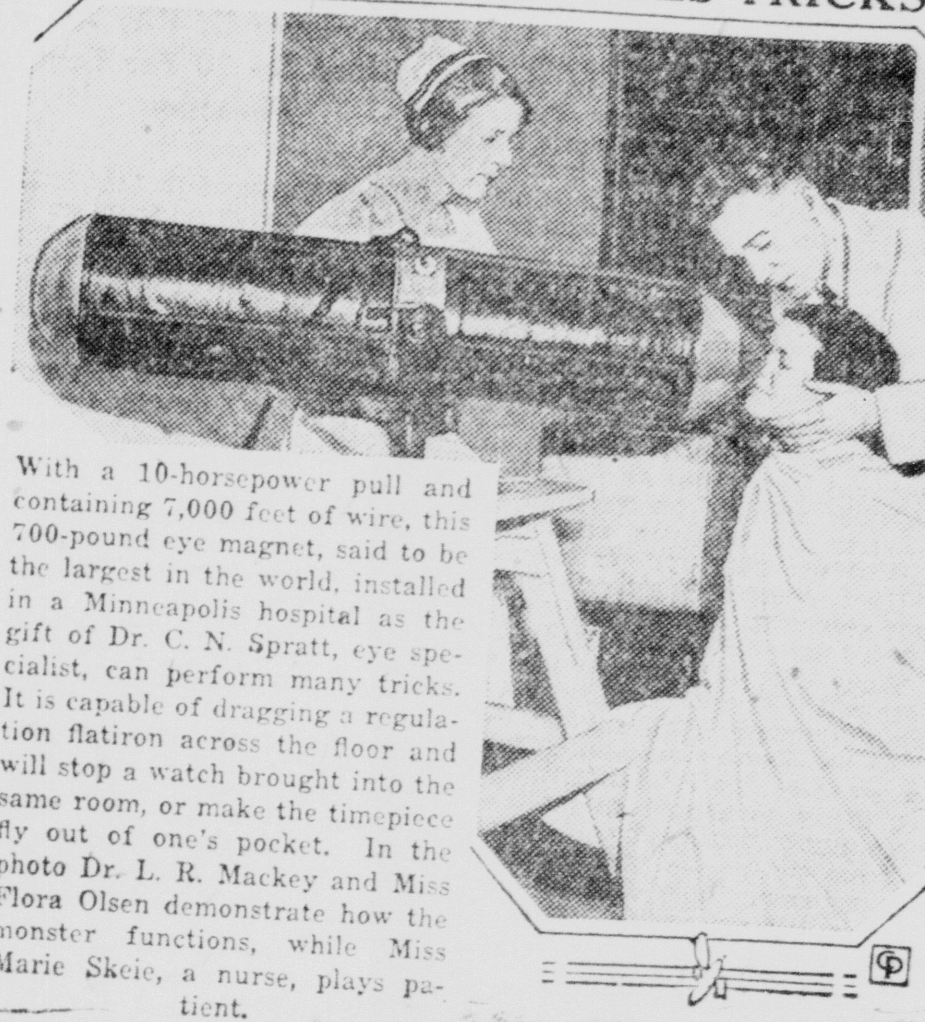 TRICKS
With a 10-horsepower pull and
containing 7,000 feet of wire, this
700-pound eye magnet, said to be
the largest in the world, installed
in a Minneapolis hospital as the
gift of Dr. C. N. Spratt, eye spe-
cialist, can perform many tricks.
It is capable of dragging a regula-
tion flatiron across the floor and
will stop a watch brought into the
same room, or make the timepiece
fly out of one's pocket. In the
photo Dr. L. R. Mackey and Miss
Flora Olsen demonstrate how the
monster functions, while Miss
Marie Skeie, a nurse, plays pa-
tient.
CP